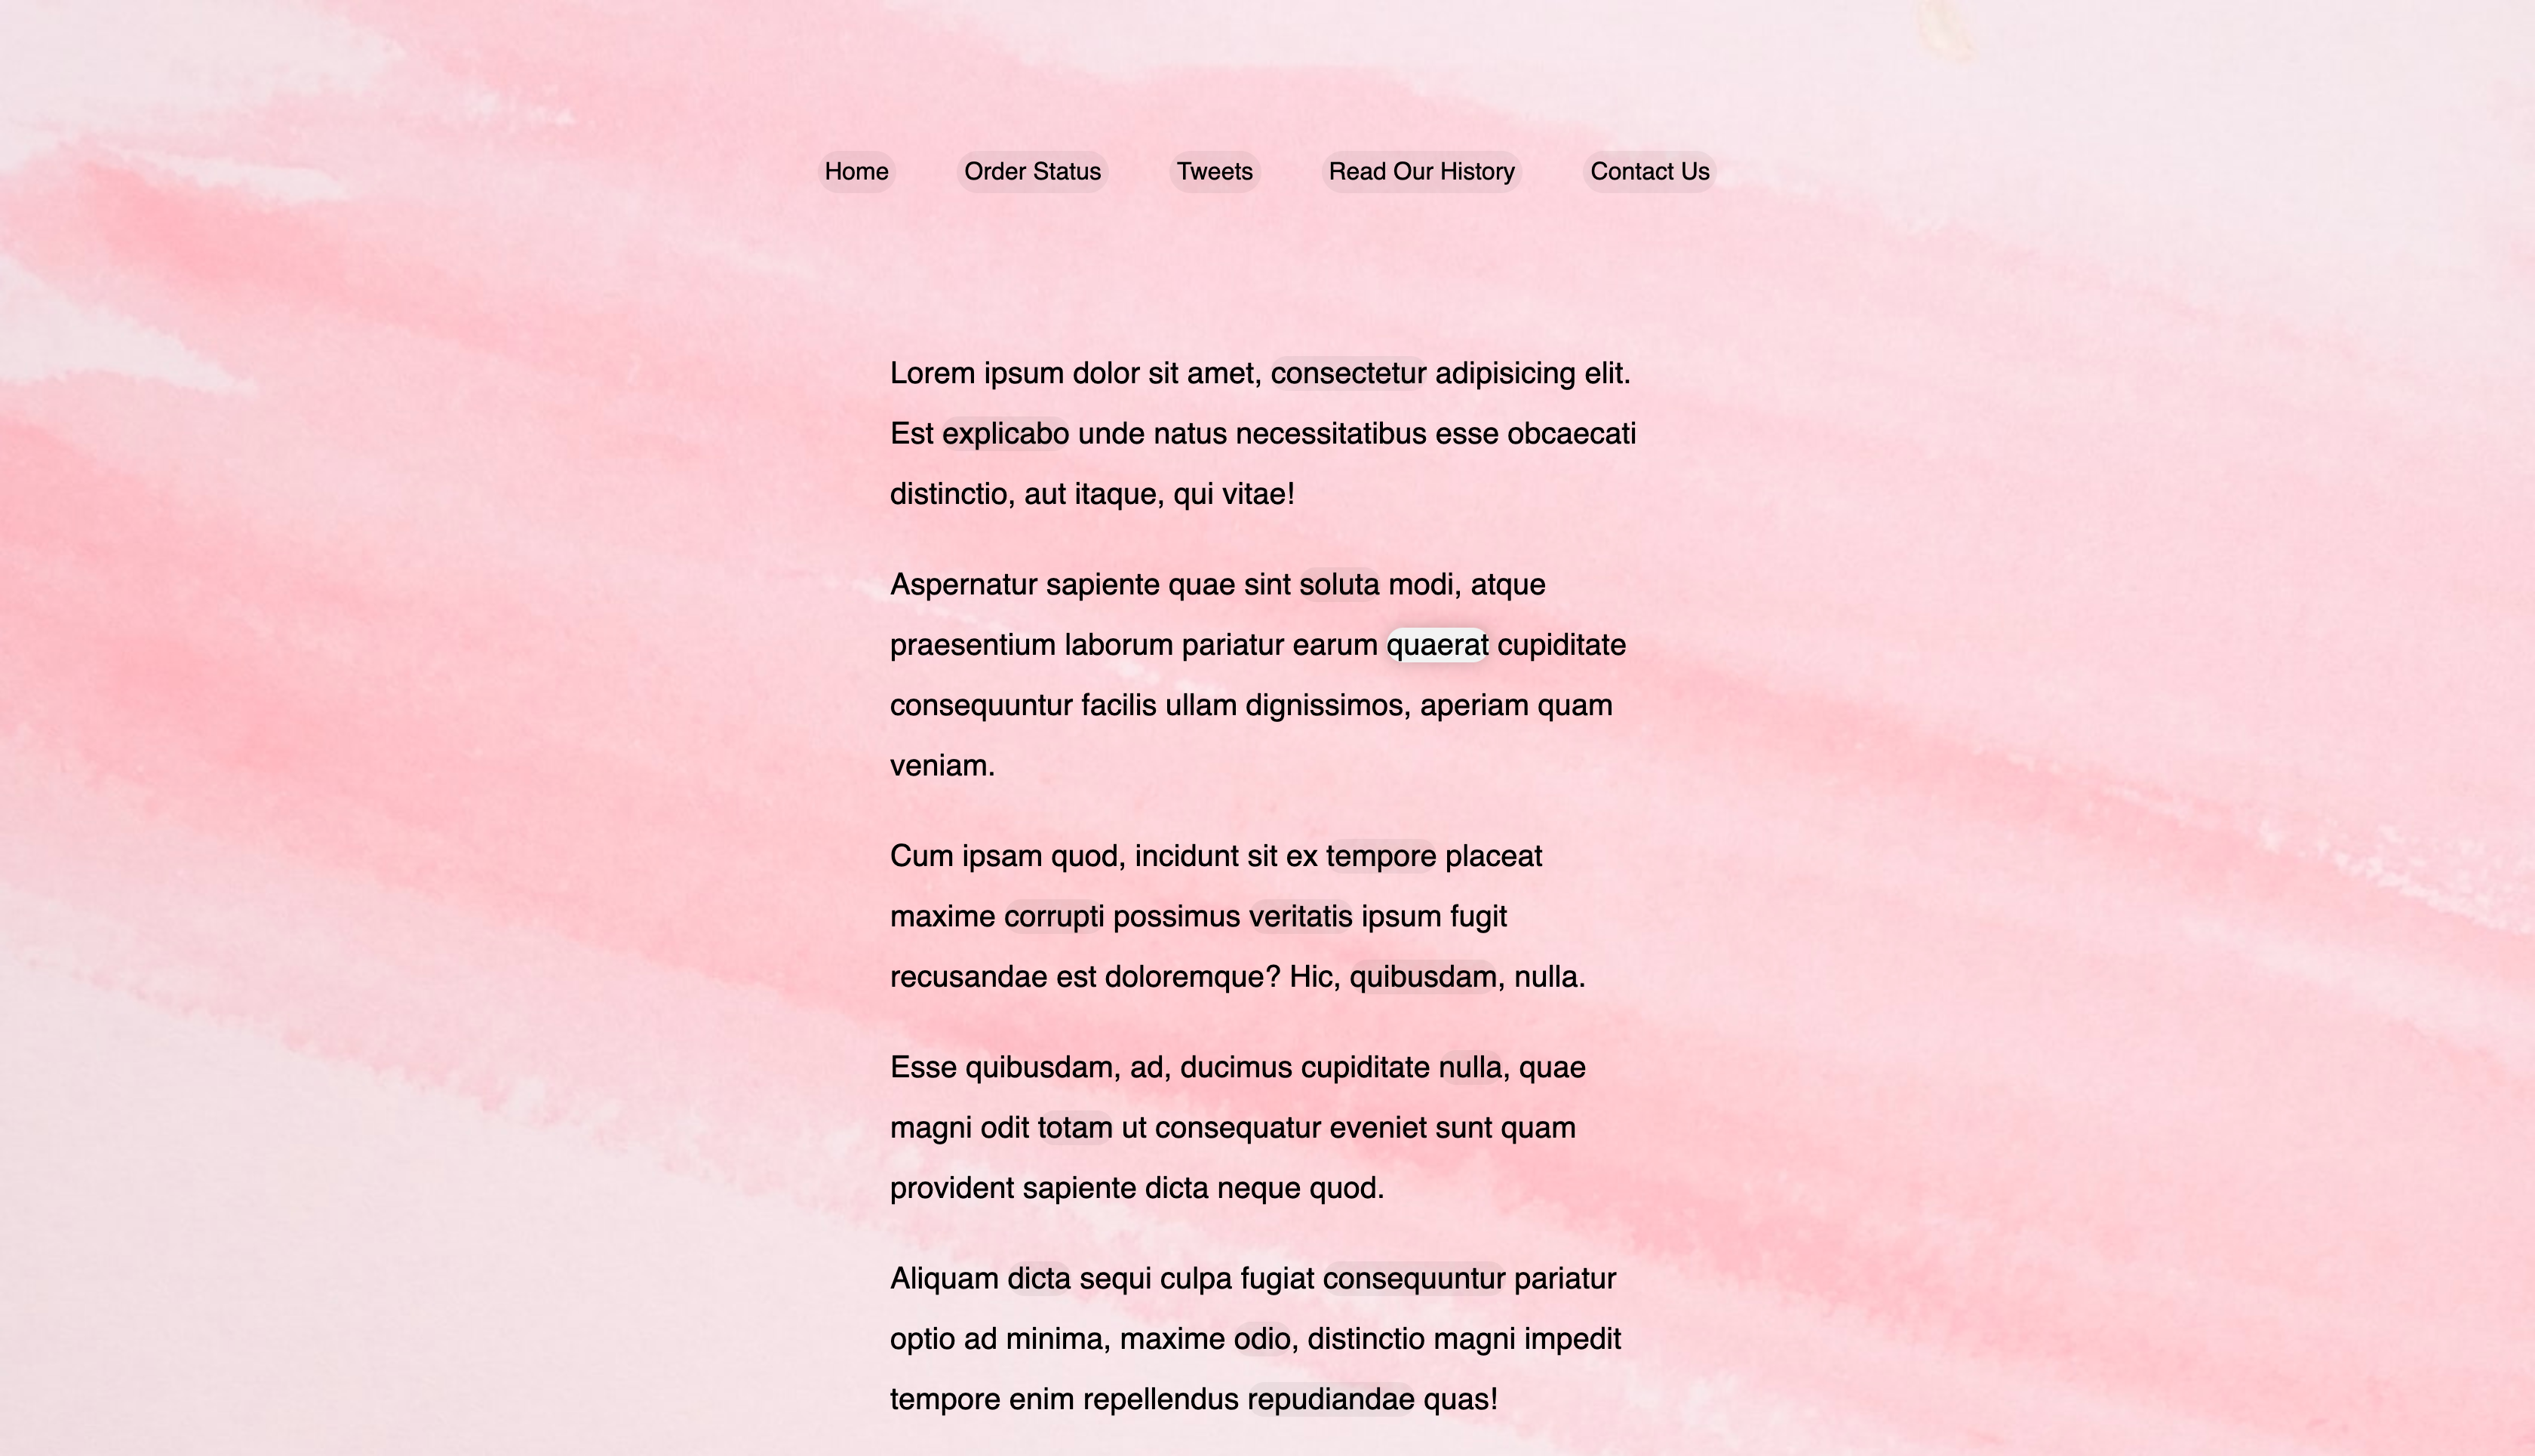 Home Order Status Tweets Read Our History Contact Us
Lorem ipsum dolor sit amet, consectetur adipisicing elit.
Est explicabo unde natus necessitatibus esse obcaecati
distinctio, aut itaque, qui vitae!
Aspernatur sapiente quae sint soluta modi, atque
praesentium laborum pariatur earum quaerat cupiditate
consequuntur facilis ullam dignissimos, aperiam quam
veniam.
Cum ipsam quod, incidunt sit ex tempore placeat
maxime corrupti possimus veritatis ipsum fugit
recusandae est doloremque? Hic, quibusdam, nulla.
Esse quibusdam, ad, ducimus cupiditate nulla, quae
magni odit totam ut consequatur eveniet sunt quam
provident sapiente dicta neque quod.
Aliquam dicta sequi culpa fugiat consequuntur pariatur
optio ad minima, maxime odio, distinctio magni impedit
tempore enim repellendus repudiandae quas!